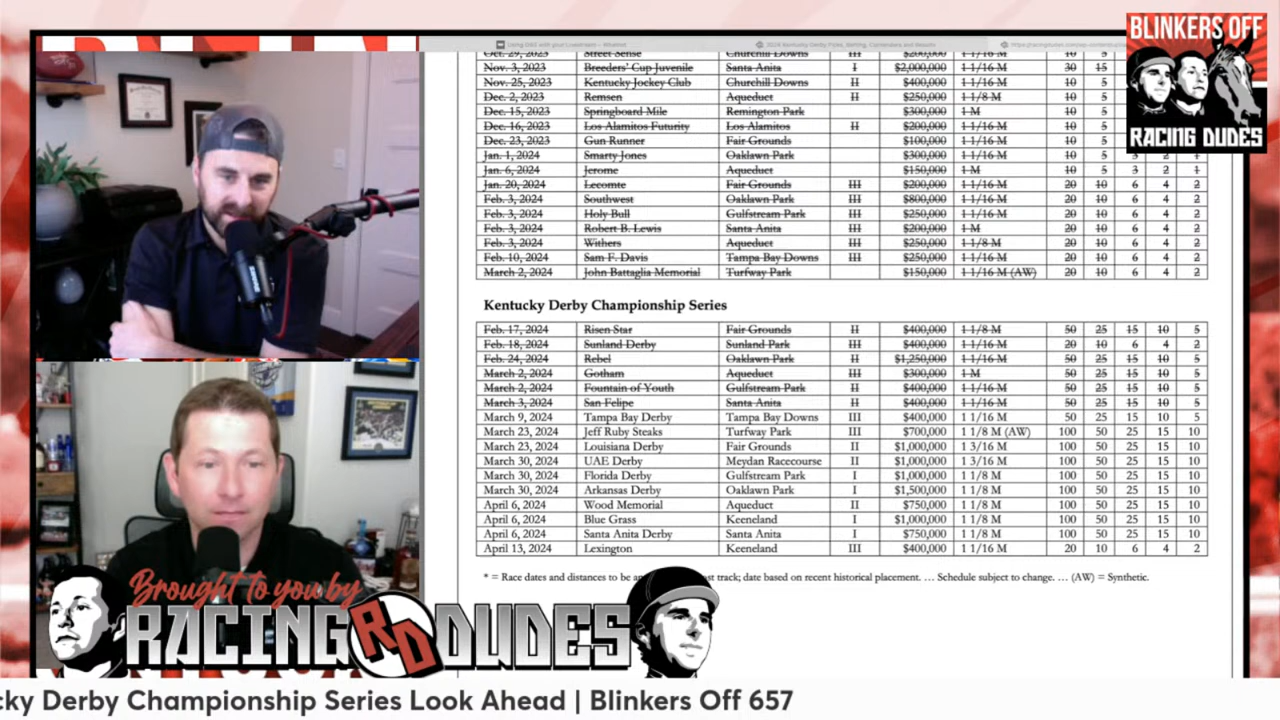 BLINKERS OFF
RACING DUDES
Oct. 29, 2023 Street Sense Churchill Downs III $200,000 1 1/16 M 10 5
Nov. 3, 2023 Breeders' Cup Juvenile Santa Anita I $2,000,000 1 1/16 M 30 15
Nov. 25, 2023 Kentucky Jockey Club Churchill Downs II $400,000 1 1/16 M 10 5
Dec. 2, 2023 Remsen Aqueduct II $250,000 1 1/8 M 10 5
Dec. 15, 2023 Springboard Mile Remington Park $300,000 1 M 10 5
Dec. 16, 2023 Los Alamitos Futurity Los Alamitos II $200,000 1 1/16 M 10 5
Dec. 23, 2023 Gun Runner Fair Grounds $100,000 1 1/16 M 10 5
Jan. 1, 2024 Smarty Jones Oaklawn Park $300,000 1 1/16 M 10 5 3 2 1
Jan. 6, 2024 Jerome Aqueduct $150,000 1 M 10 5 3 2 1
Jan. 20, 2024 Lecomte Fair Grounds III $200,000 1 1/16 M 20 10 6 4 2
Feb. 3, 2024 Southwest Oaklawn Park III $800,000 1 1/16 M 20 10 6 4 2
Feb. 3, 2024 Holy Bull Gulfstream Park III $250,000 1 1/16 M 20 10 6 4 2
Feb. 3, 2024 Robert B. Lewis Santa Anita III $200,000 1 M 20 10 6 4 2
Feb. 3, 2024 Withers Aqueduct III $250,000 1 1/8 M 20 10 6 4 2
Feb. 10, 2024 Sam F. Davis Tampa Bay Downs III $250,000 1 1/16 M 20 10 6 4 2
March 2, 2024 John Battaglia Memorial Turfway Park $150,000 1 1/16 M (AW) 20 10 6 4 2
Kentucky Derby Championship Series
Feb. 17, 2024 Risen Star Fair Grounds II $400,000 1 1/8 M 50 25 15 10 5
Feb. 18, 2024 Sunland Derby Sunland Park III $400,000 1 1/16 M 20 10 6 4 2
Feb. 24, 2024 Rebel Oaklawn Park II $1,250,000 1 1/16 M 50 25 15 10 5
March 2, 2024 Gotham Aqueduct III $300,000 1 M 50 25 15 10 5
March 2, 2024 Fountain of Youth Gulfstream Park II $400,000 1 1/16 M 50 25 15 10 5
March 3, 2024 San Felipe Santa Anita II $400,000 1 1/16 M 50 25 15 10 5
March 9, 2024 Tampa Bay Derby Tampa Bay Downs III $400,000 1 1/16 M 50 25 15 10 5
March 23, 2024 Jeff Ruby Steaks Turfway Park III $700,000 1 1/8 M (AW) 100 50 25 15 10
March 23, 2024 Louisiana Derby Fair Grounds II $1,000,000 1 3/16 M 100 50 25 15 10
March 30, 2024 UAE Derby Meydan Racecourse II $1,000,000 1 3/16 M 100 50 25 15 10
March 30, 2024 Florida Derby Gulfstream Park I $1,000,000 1 1/8 M 100 50 25 15 10
March 30, 2024 Arkansas Derby Oaklawn Park I $1,500,000 1 1/8 M 100 50 25 15 10
April 6, 2024 Wood Memorial Aqueduct II $750,000 1 1/8 M 100 50 25 15 10
April 6, 2024 Blue Grass Keeneland I $1,000,000 1 1/8 M 100 50 25 15 10
April 6, 2024 Santa Anita Derby Santa Anita I $750,000 1 1/8 M 100 50 25 15 10
April 13, 2024 Lexington Keeneland III $400,000 1 1/16 M 20 10 6 4 2
* = Race dates and distances to be an st track; date based on recent historical placement. … Schedule subject to change. … (AW) = Synthetic.
Brought to you by
RACING RD DUDES
cky Derby Championship Series Look Ahead | Blinkers Off 657